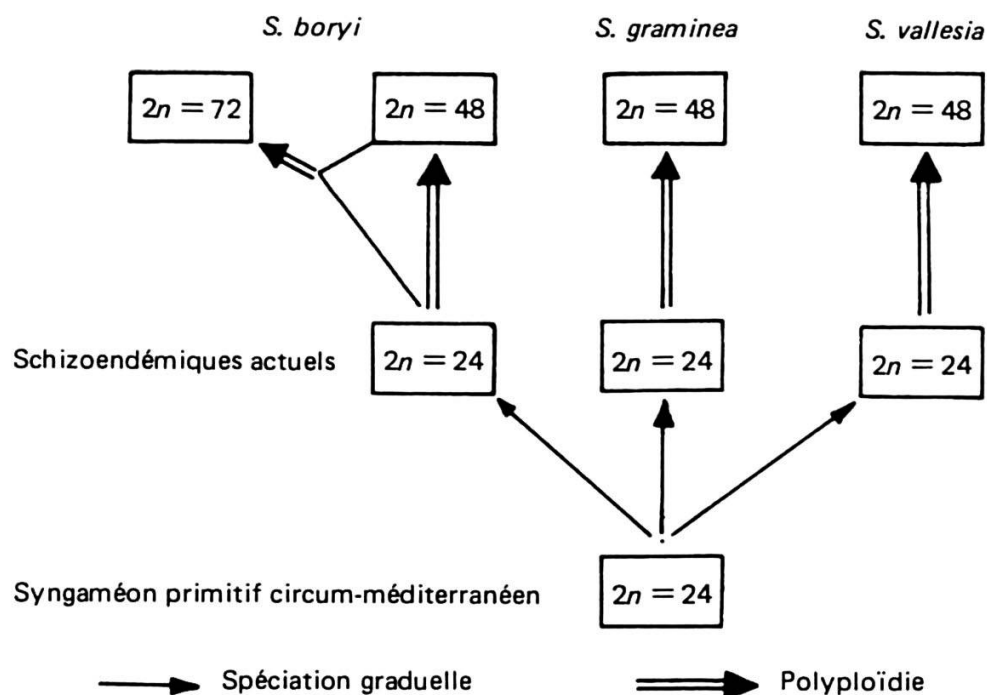 S. boryi S. graminea S. vallesia
2n = 72 2n = 48 2n = 48 2n = 48
Schizoendémiques actuels 2n = 24 2n = 24 2n = 24
Syngaméon primitif circum-méditerranéen 2n = 24
Spéciation graduelle Polyploïdie